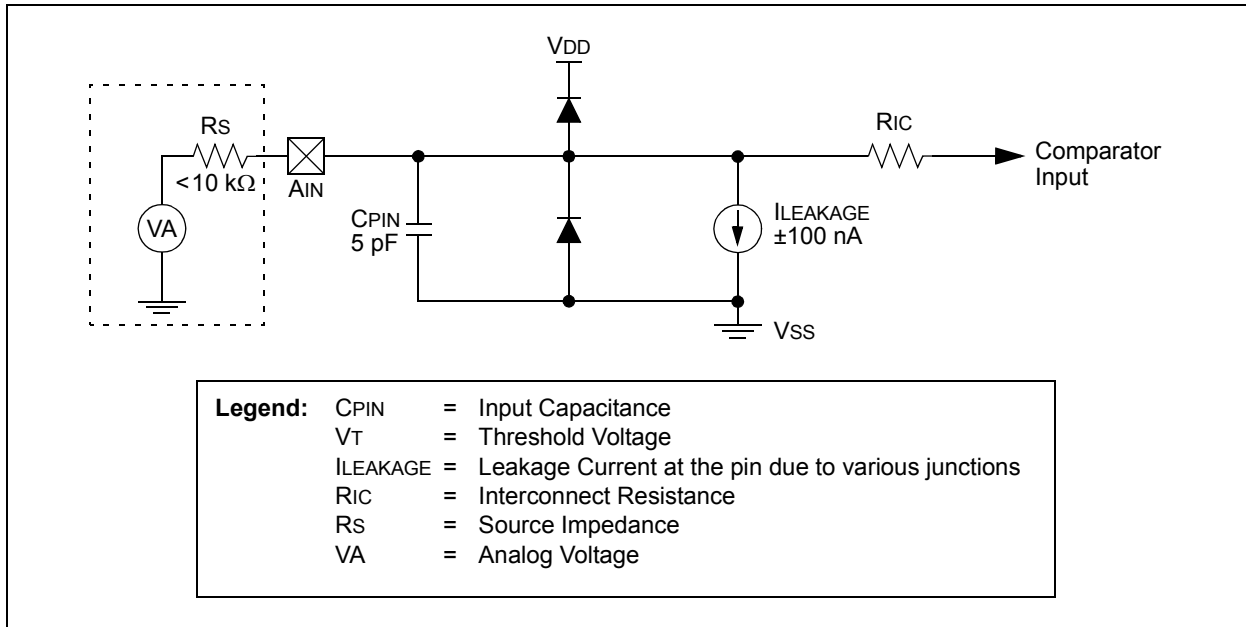 VDD
RS
<10 kΩ
AIN
VA
CPIN
5 pF
ILEAKAGE
±100 nA
VSS
RIC
Comparator
Input
Legend: CPIN = Input Capacitance
VT = Threshold Voltage
ILEAKAGE = Leakage Current at the pin due to various junctions
RIC = Interconnect Resistance
RS = Source Impedance
VA = Analog Voltage